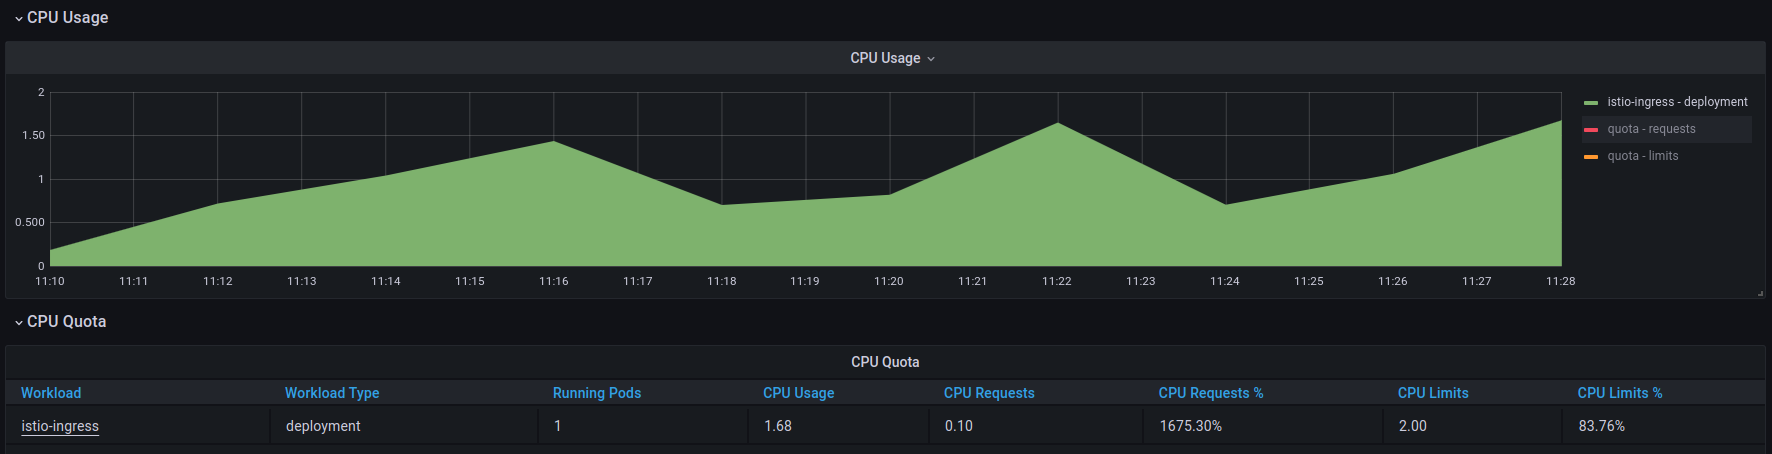 CPU Usage
CPU Usage
2
1.50
1
0.500
0
11:10 11:11 11:12 11:13 11:14 11:15 11:16 11:17 11:18 11:19 11:20 11:21 11:22 11:23 11:24 11:25 11:26 11:27 11:28
istio-ingress - deployment
quota - requests
quota - limits
CPU Quota
CPU Quota
Workload Workload Type Running Pods CPU Usage CPU Requests CPU Requests % CPU Limits CPU Limits %
istio-ingress deployment 1 1.68 0.10 1675.30% 2.00 83.76%